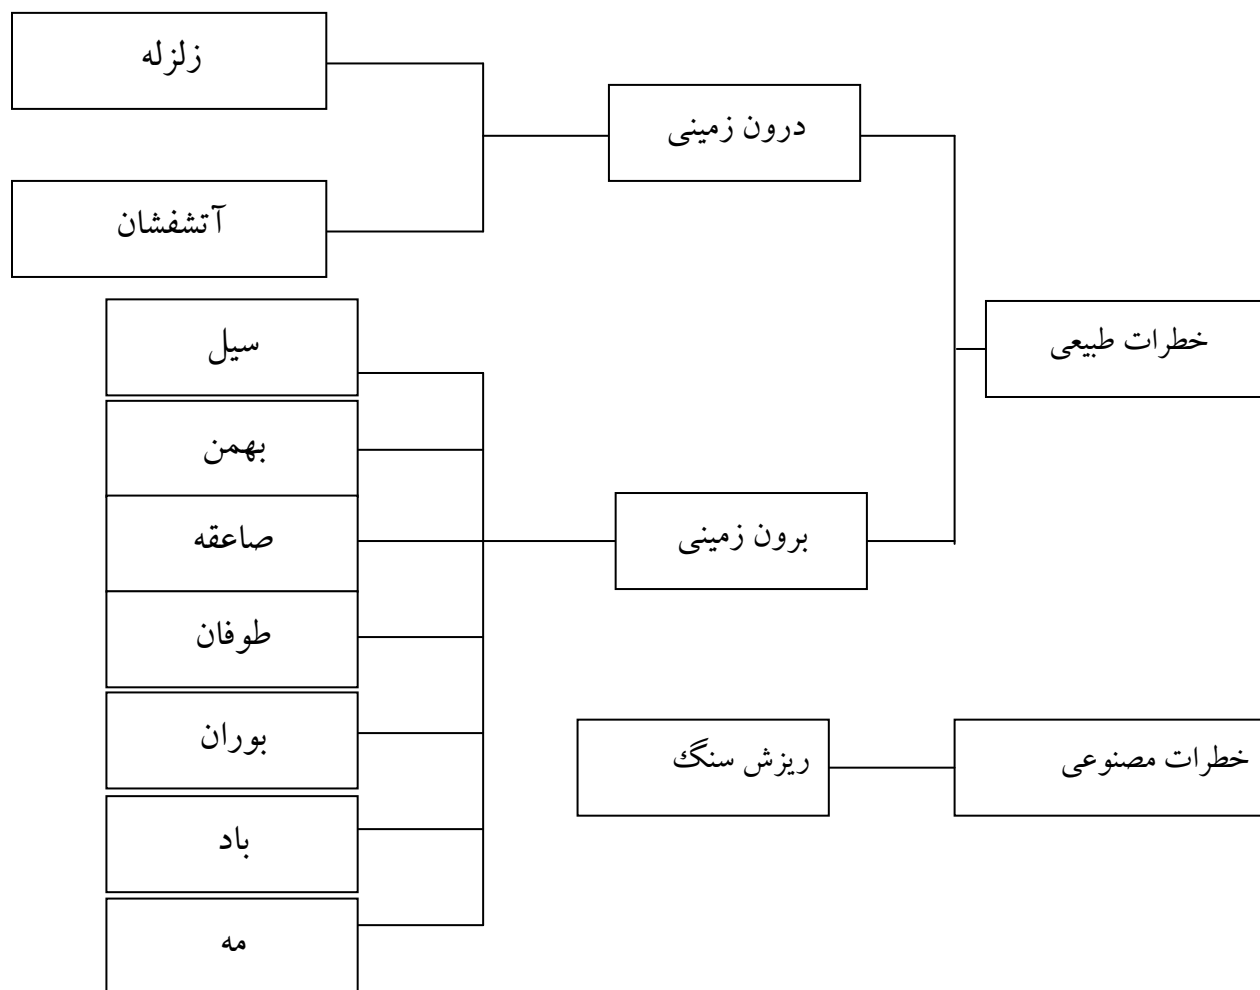 خطرات طبیعی
درون زمینی
زلزله
آتشفشان
برون زمینی
سیل
بهمن
صاعقه
طوفان
بوران
باد
مه
خطرات مصنوعی
ریزش سنگ